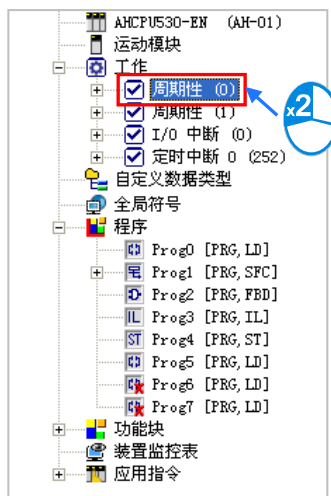 AHCPU530-EN (AH-01)
运动模块
工作
周期性 (0)
周期性 (1)
I/O 中断 (0)
定时中断 0 (252)
自定义数据类型
全局符号
程序
Prog0 [PRG,LD]
Prog1 [PRG,SFC]
Prog2 [PRG,FBD]
IL Prog3 [PRG,IL]
ST Prog4 [PRG,ST]
Prog5 [PRG,LD]
Prog6 [PRG,LD]
Prog7 [PRG,LD]
功能块
装置监控表
应用指令
x2